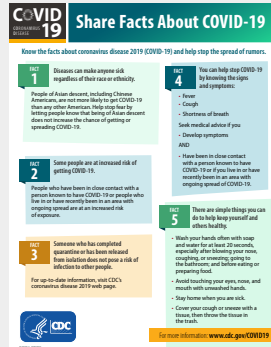 COVID
CORONAVIRUS
DISEASE
19
Share Facts About COVID-19
Know the facts about coronavirus disease 2019 (COVID-19) and help stop the spread of rumors.
FACT
1
Diseases can make anyone sick
regardless of their race or ethnicity.
People of Asian descent, including Chinese
Americans, are not more likely to get COVID-19
than any other American. Help stop fear by
letting people know that being of Asian descent
does not increase the chance of getting or
spreading COVID-19.
FACT
2
Some people are at increased risk of
getting COVID-19.
People who have been in close contact with a
person known to have COVID-19 or people who
live in or have recently been in an area with
ongoing spread are at an increased risk
of exposure.
FACT
3
Someone who has completed
quarantine or has been released
from isolation does not pose a risk of
infection to other people.
For up-to-date information, visit CDC's
coronavirus disease 2019 web page.
FACT
4
You can help stop COVID-19
by knowing the signs
and symptoms:
• Fever
• Cough
• Shortness of breath
Seek medical advice if you
• Develop symptoms
AND
• Have been in close contact
with a person known to have
COVID-19 or if you live in or have
recently been in an area with
ongoing spread of COVID-19.
FACT
5
There are simple things you can
do to help keep yourself and
others healthy.
• Wash your hands often with soap
and water for at least 20 seconds,
especially after blowing your nose,
coughing, or sneezing; going to
the bathroom; and before eating or
preparing food.
• Avoid touching your eyes, nose, and
mouth with unwashed hands.
• Stay home when you are sick.
• Cover your cough or sneeze with a
tissue, then throw the tissue in
the trash.
CDC
For more information: www.cdc.gov/COVID19